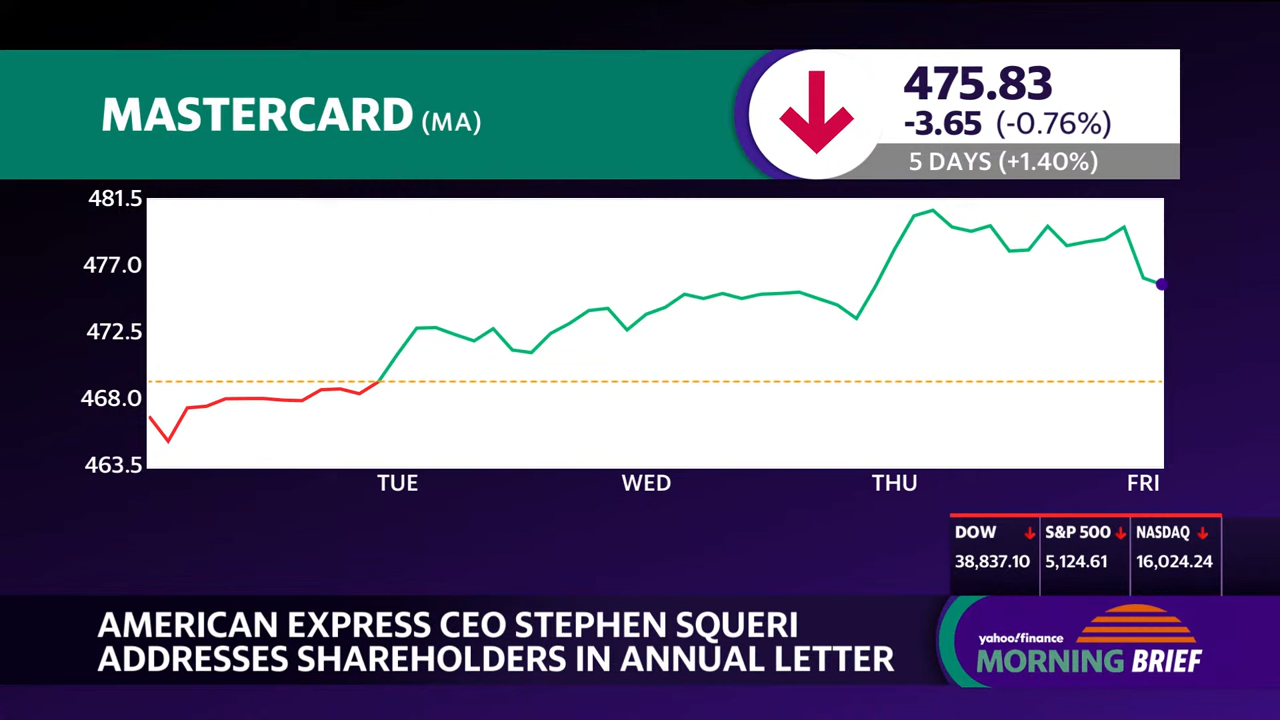 MASTERCARD (MA)
475.83
-3.65 (-0.76%)
5 DAYS (+1.40%)
481.5
477.0
472.5
468.0
463.5
TUE WED THU FRI
DOW S&P 500 NASDAQ
38,837.10 5,124.61 16,024.24
AMERICAN EXPRESS CEO STEPHEN SQUERI
ADDRESSES SHAREHOLDERS IN ANNUAL LETTER
yahoo!finance
MORNING BRIEF